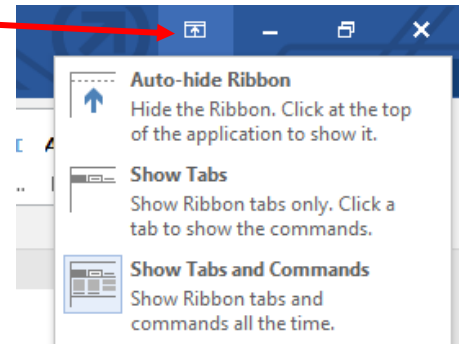 Auto-hide Ribbon
Hide the Ribbon. Click at the top
of the application to show it.
Show Tabs
Show Ribbon tabs only. Click a
tab to show the commands.
Show Tabs and Commands
Show Ribbon tabs and
commands all the time.